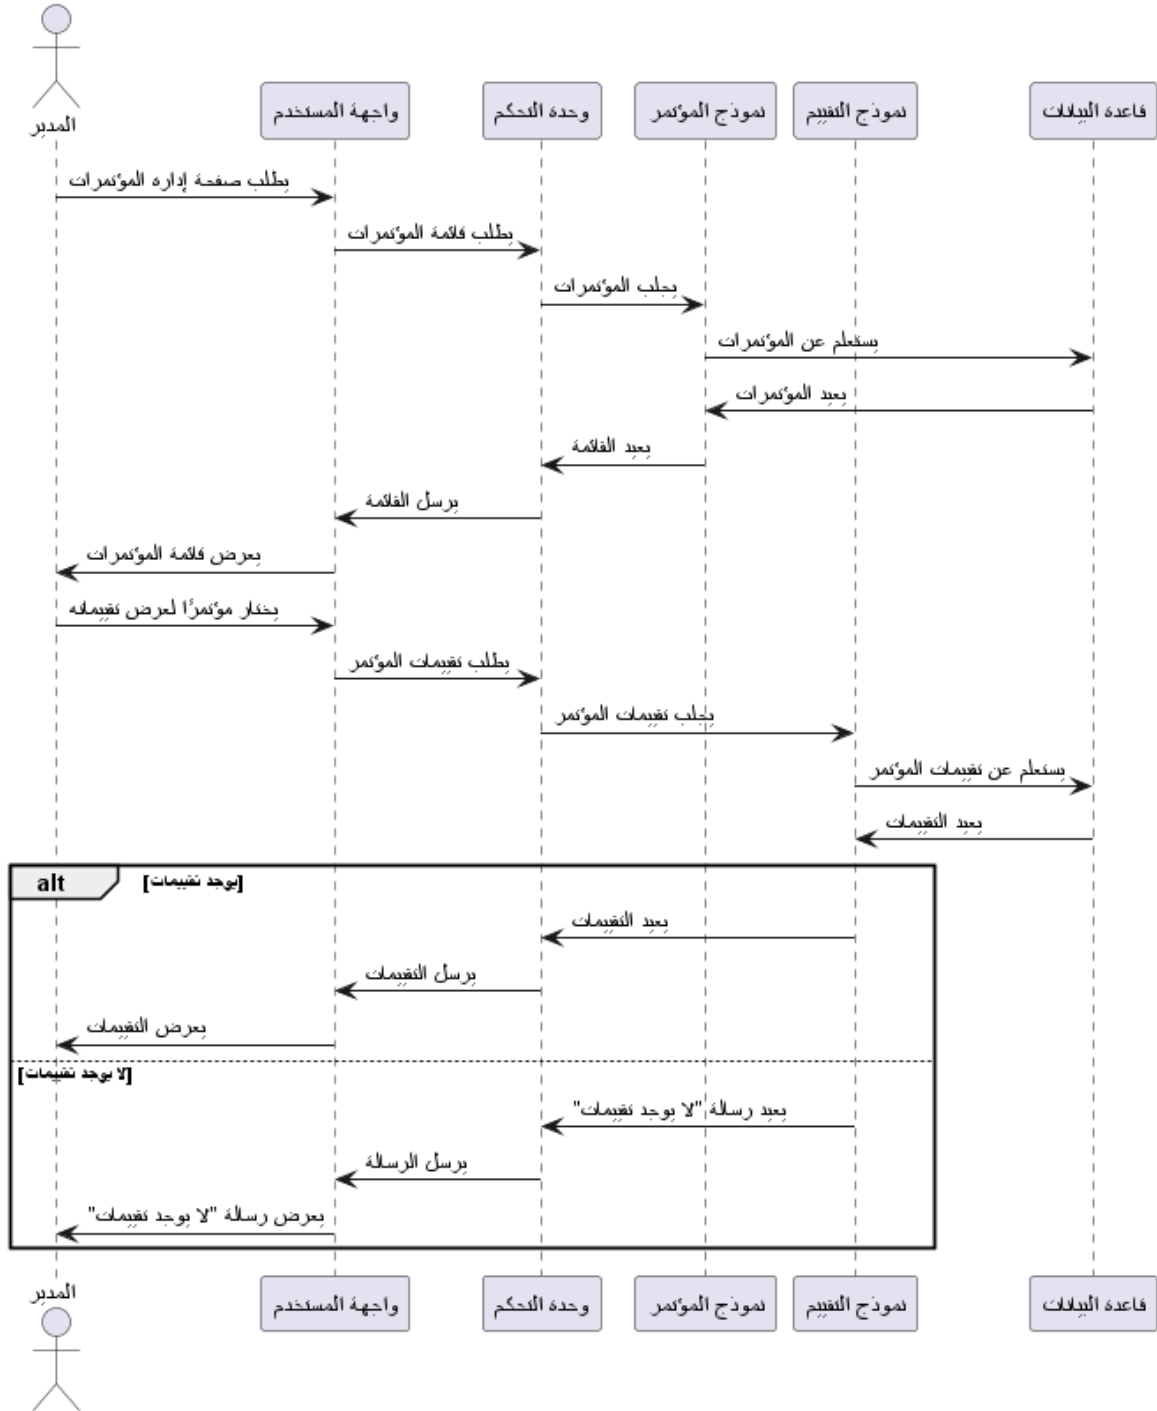 المدير
واجهة المستخدم
وحدة التحكم
نموذج المؤتمر
نموذج التقييم
قاعدة البيانات
يطلب صفحة إدارة المؤتمرات
يطلب قائمة المؤتمرات
يجلب المؤتمرات
يستعلم عن المؤتمرات
يعيد المؤتمرات
يعيد القائمة
يرسل القائمة
يعرض قائمة المؤتمرات
يختار مؤتمرًا لعرض تقييماته
يطلب تقييمات المؤتمر
يجلب تقييمات المؤتمر
يستعلم عن تقييمات المؤتمر
يعيد التقييمات
alt
[يوجد تقييمات]
يعيد التقييمات
يرسل التقييمات
يعرض التقييمات
[لا يوجد تقييمات]
يعيد رسالة "لا يوجد تقييمات"
يرسل الرسالة
يعرض رسالة "لا يوجد تقييمات"
المدير
واجهة المستخدم
وحدة التحكم
نموذج المؤتمر
نموذج التقييم
قاعدة البيانات